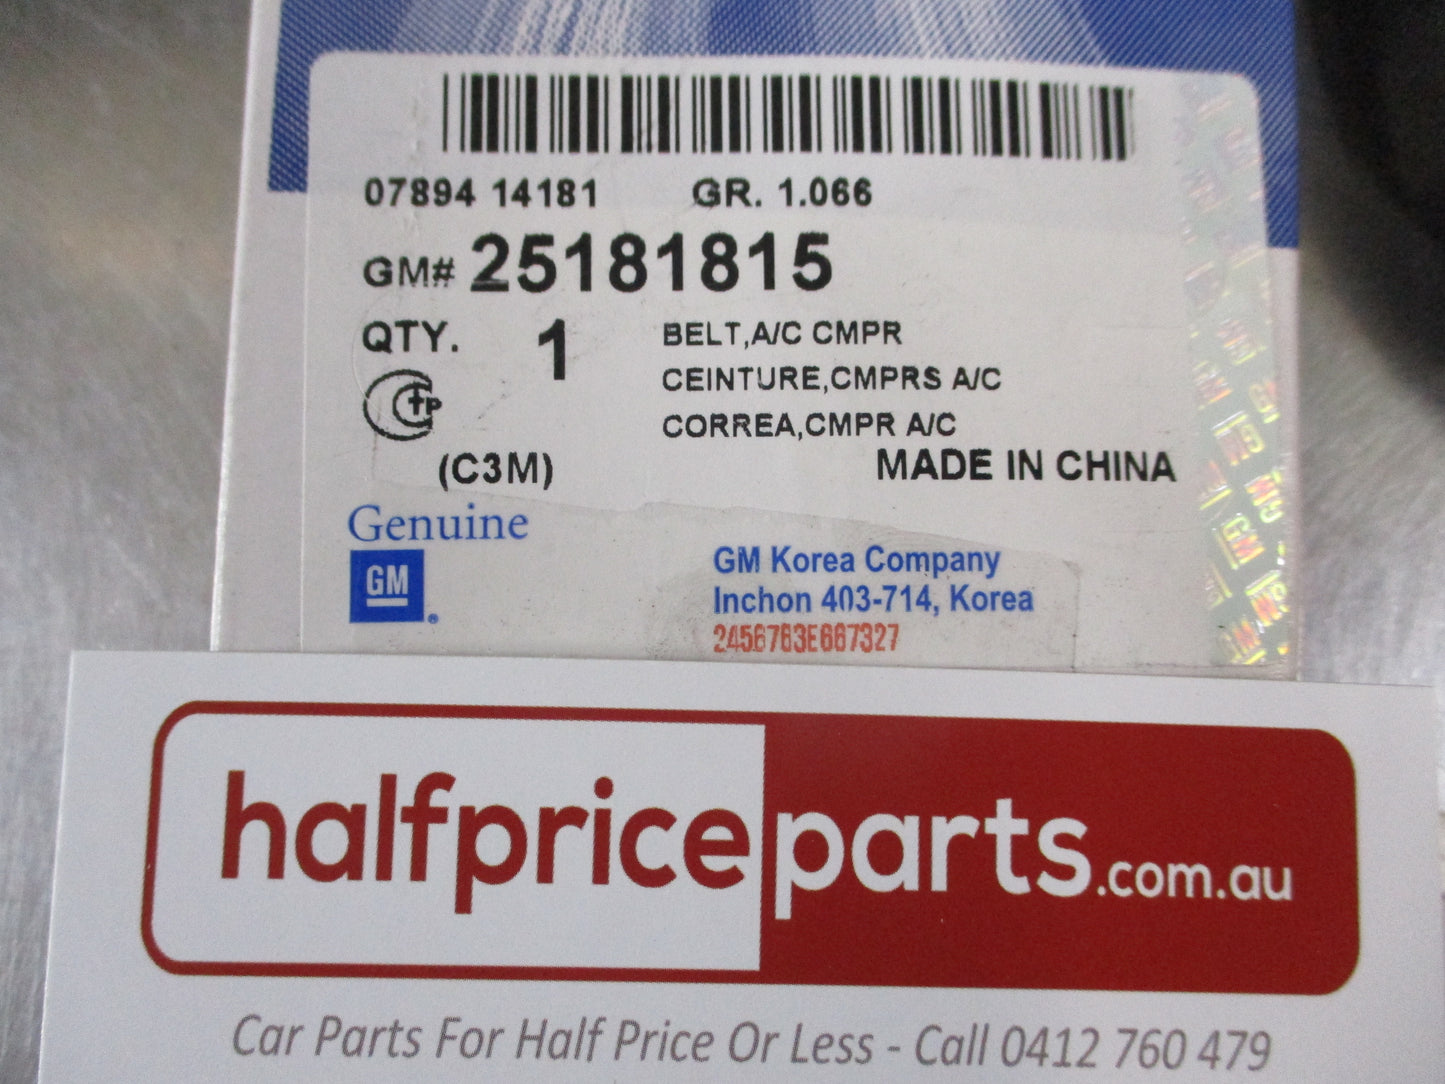 07894 14181 GR. 1.066
GM# 25181815
QTY. 1 BELT,A/C CMPR
CEINTURE,CMPRS A/C
CORREA,CMPR A/C
(C3M) MADE IN CHINA
Genuine
GM
GM Korea Company
Inchon 403-714, Korea
halfpriceparts.com.au
Car Parts For Half Price Or Less - Call 0412 760 479